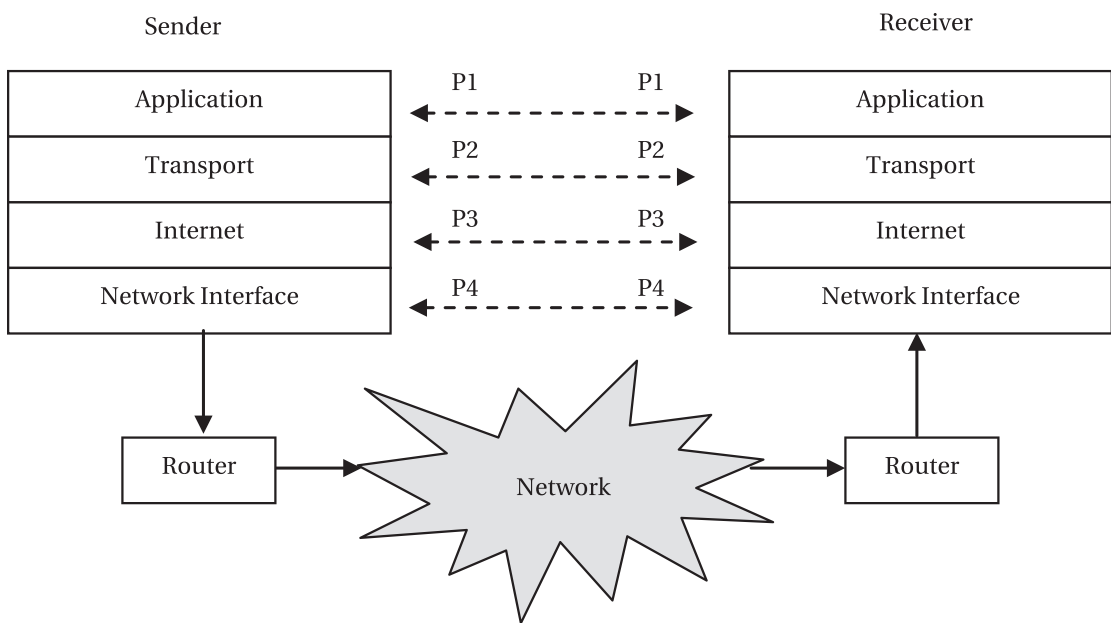 Sender
Receiver
Application
P1
P1
Application
Transport
P2
P2
Transport
Internet
P3
P3
Internet
Network Interface
P4
P4
Network Interface
Router
Network
Router